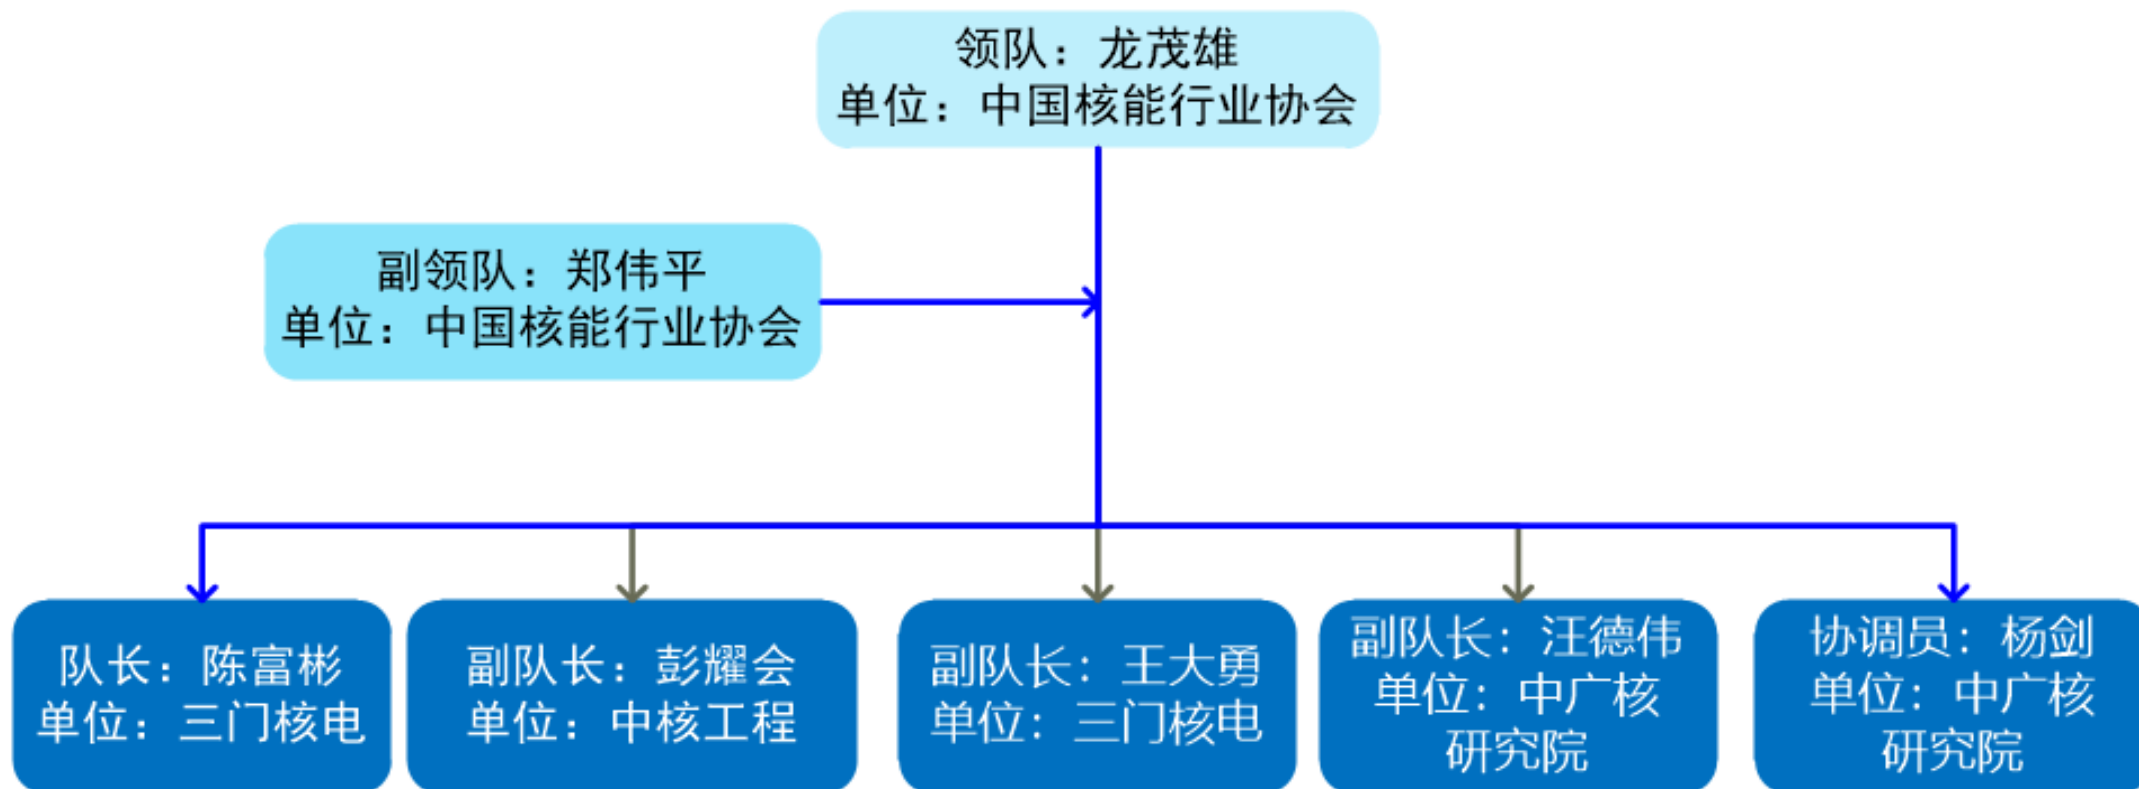 领队：龙茂雄
单位：中国核能行业协会
副领队：郑伟平
单位：中国核能行业协会
队长：陈富彬
单位：三门核电
副队长：彭耀会
单位：中核工程
副队长：王大勇
单位：三门核电
副队长：汪德伟
单位：中广核
研究院
协调员：杨剑
单位：中广核
研究院